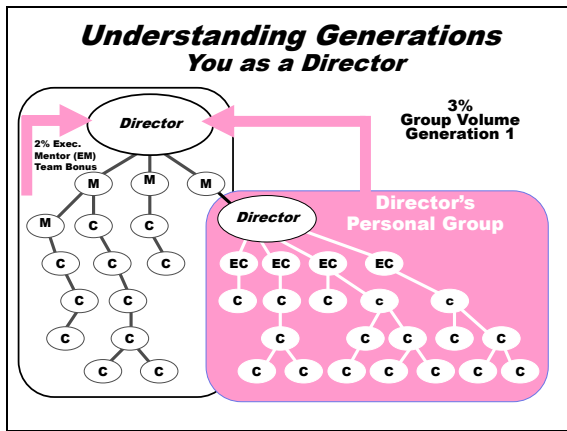 Understanding Generations
You as a Director
3%
Group Volume
Generation 1
Director
2% Exec.
Mentor (EM)
Team Bonus
M M M
Director
Director's
Personal Group
M C C
EC EC EC EC
C C C
C C C C c c
C C
C C C C C
C C C C C C C C C C